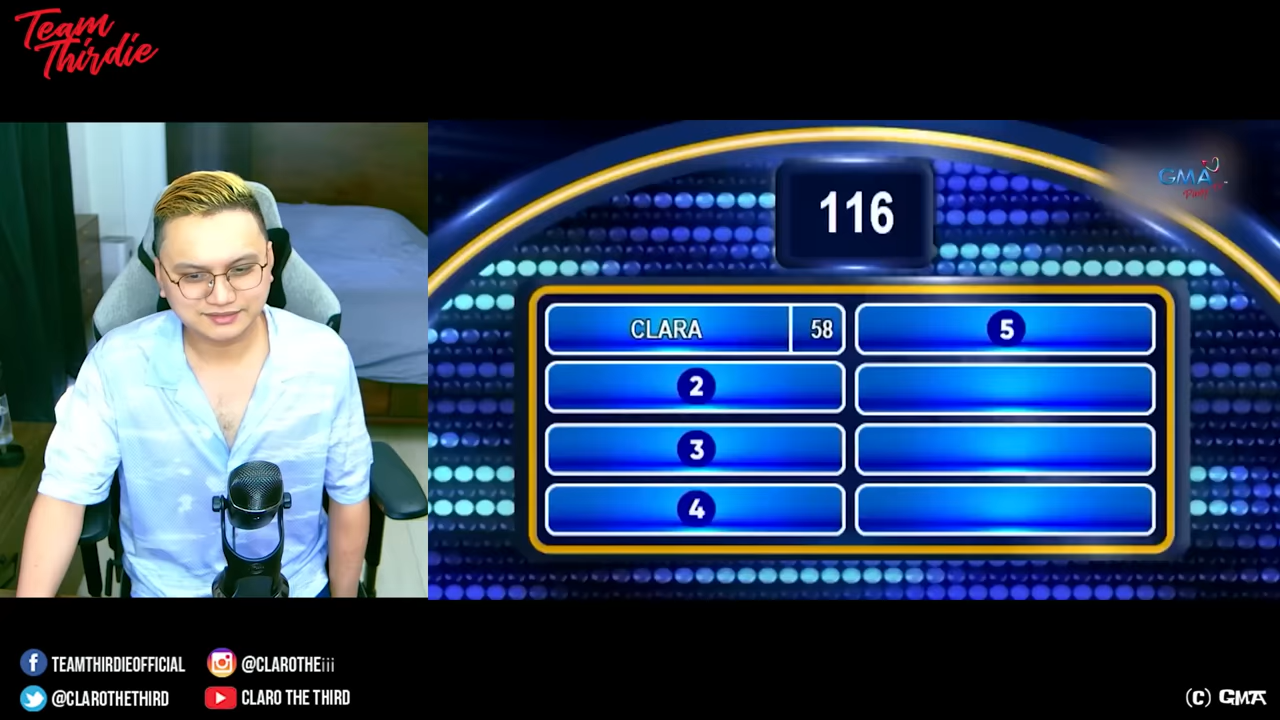 Team
Thirdie
116
GMA
CLARA 58
2
3
4
5
TEAMTHIRDIEOFFICIAL
@CLAROTHEiii
@CLAROTHETHIRD
CLARO THE THIRD
(C) GMA